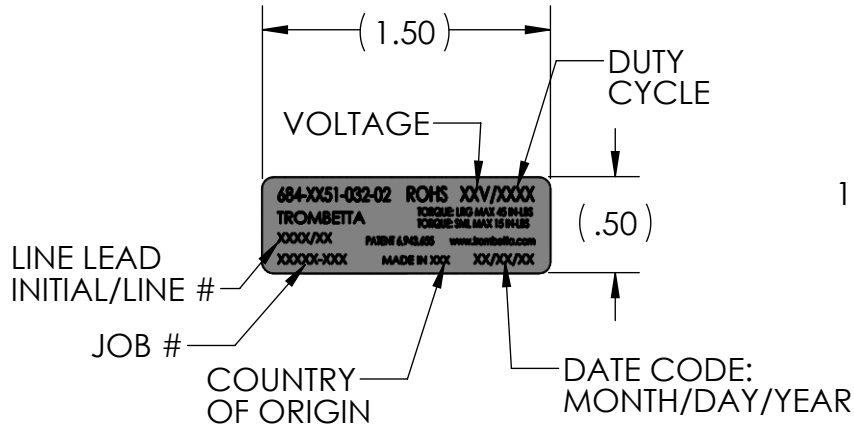 (1.50)
DUTY
CYCLE
VOLTAGE
1
684-XX51-032-02 ROHS XXV/XXXX
TORQUE: LRG MAX 45 IN-LBS
TROMBETTA
TORQUE: SML MAX 15 IN-LBS
(.50)
XXXX/XX PATENT 6,943,655 www.trombetta.com
XXXXX-XXX MADE IN XXX XX/XX/XX
LINE LEAD
INITIAL/LINE #
JOB #
COUNTRY
OF ORIGIN
DATE CODE:
MONTH/DAY/YEAR